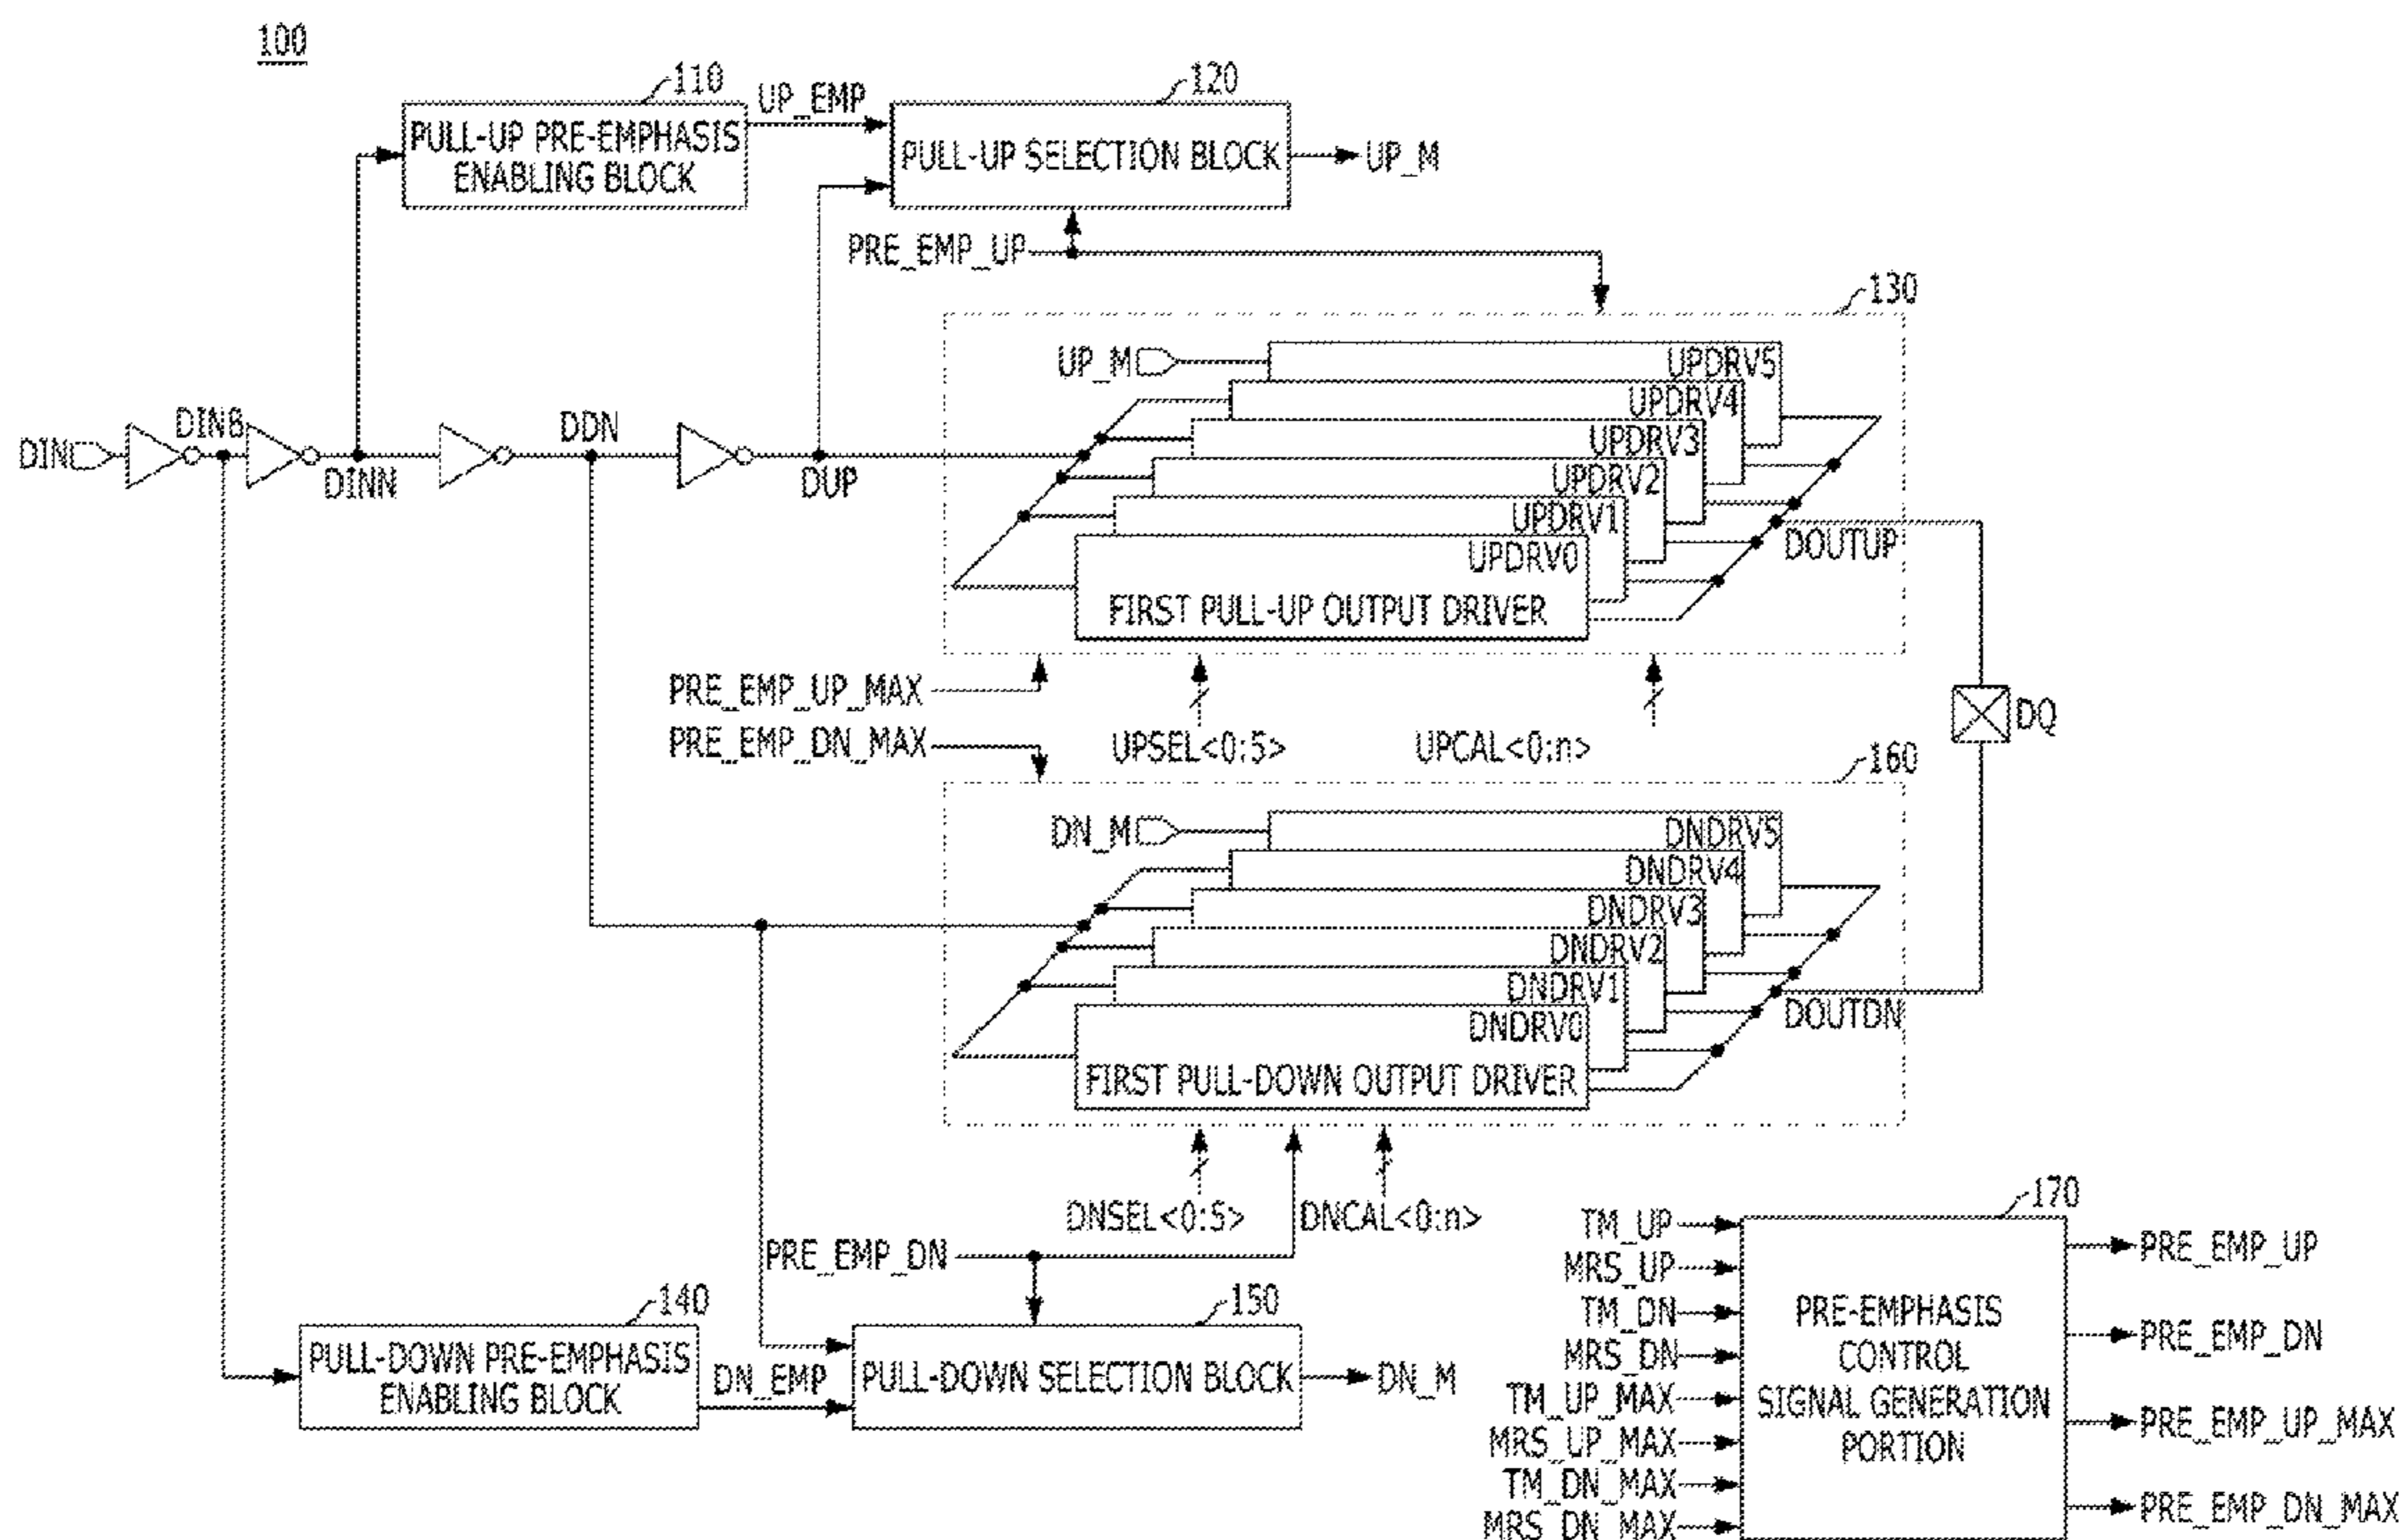 100
110
UP_EMP
120
PULL-UP PRE-EMPHASIS
ENABLING BLOCK
PULL-UP SELECTION BLOCK
UP_M
PRE_EMP_UP
130
UP_M
UPDRV5
UPDRV4
UPDRV3
UPDRV2
UPDRV1
UPDRV0
FIRST PULL-UP OUTPUT DRIVER
DIN
DINB
DINN
DDN
DUP
DOUTUP
PRE_EMP_UP_MAX
PRE_EMP_DN_MAX
UPSEL<0:5>
UPCAL<0:n>
DQ
160
DN_M
DNDRV5
DNDRV4
DNDRV3
DNDRV2
DNDRV1
DNDRV0
FIRST PULL-DOWN OUTPUT DRIVER
DOUTDN
DNSEL<0:5>
DNCAL<0:n>
PRE_EMP_DN
140
PULL-DOWN PRE-EMPHASIS
ENABLING BLOCK
DN_EMP
150
PULL-DOWN SELECTION BLOCK
DN_M
170
TM_UP
MRS_UP
TM_DN
MRS_DN
TM_UP_MAX
MRS_UP_MAX
TM_DN_MAX
MRS_DN_MAX
PRE-EMPHASIS
CONTROL
SIGNAL GENERATION
PORTION
PRE_EMP_UP
PRE_EMP_DN
PRE_EMP_UP_MAX
PRE_EMP_DN_MAX